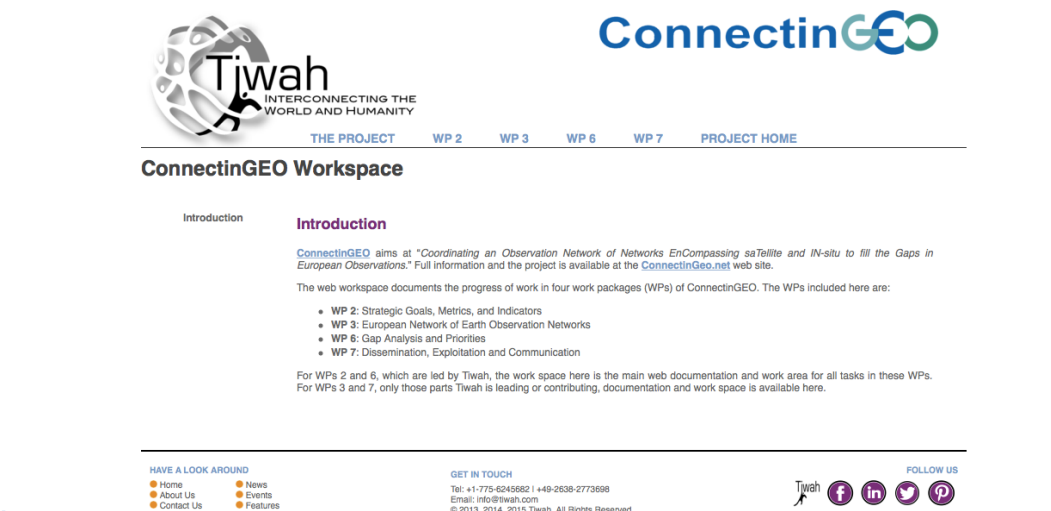 ConnectinGEO
Tiwah
INTERCONNECTING THE
WORLD AND HUMANITY
THE PROJECT WP 2 WP 3 WP 6 WP 7 PROJECT HOME
ConnectinGEO Workspace
Introduction
Introduction
ConnectinGEO aims at “Coordinating an Observation Network of Networks EnCompassing saTellite and IN-situ to fill the Gaps in
European Observations.” Full information and the project is available at the ConnectinGeo.net web site.
The web workspace documents the progress of work in four work packages (WPs) of ConnectinGEO. The WPs included here are:
• WP 2: Strategic Goals, Metrics, and Indicators
• WP 3: European Network of Earth Observation Networks
• WP 6: Gap Analysis and Priorities
• WP 7: Dissemination, Exploitation and Communication
For WPs 2 and 6, which are led by Tiwah, the work space here is the main web documentation and work area for all tasks in these WPs.
For WPs 3 and 7, only those parts Tiwah is leading or contributing, documentation and work space is available here.
HAVE A LOOK AROUND
Home
About Us
Contact Us
News
Events
Features
GET IN TOUCH
Tel: +1-775-6245682 | +49-2638-2773698
Email: info@tiwah.com
© 2013, 2014, 2015 Tiwah, All Rights Reserved
FOLLOW US
Tiwah